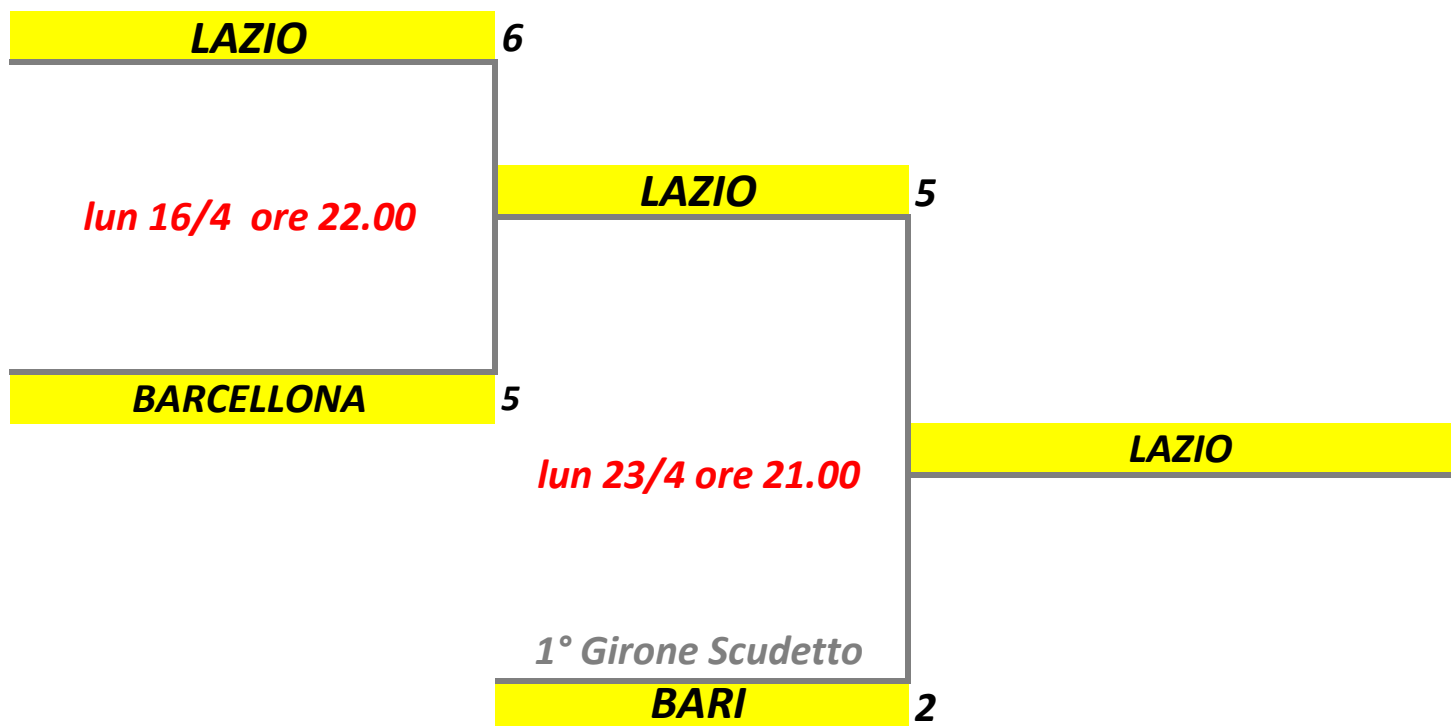 LAZIO 6
lun 16/4 ore 22.00
LAZIO 5
BARCELLONA 5
lun 23/4 ore 21.00
LAZIO
1° Girone Scudetto
BARI 2